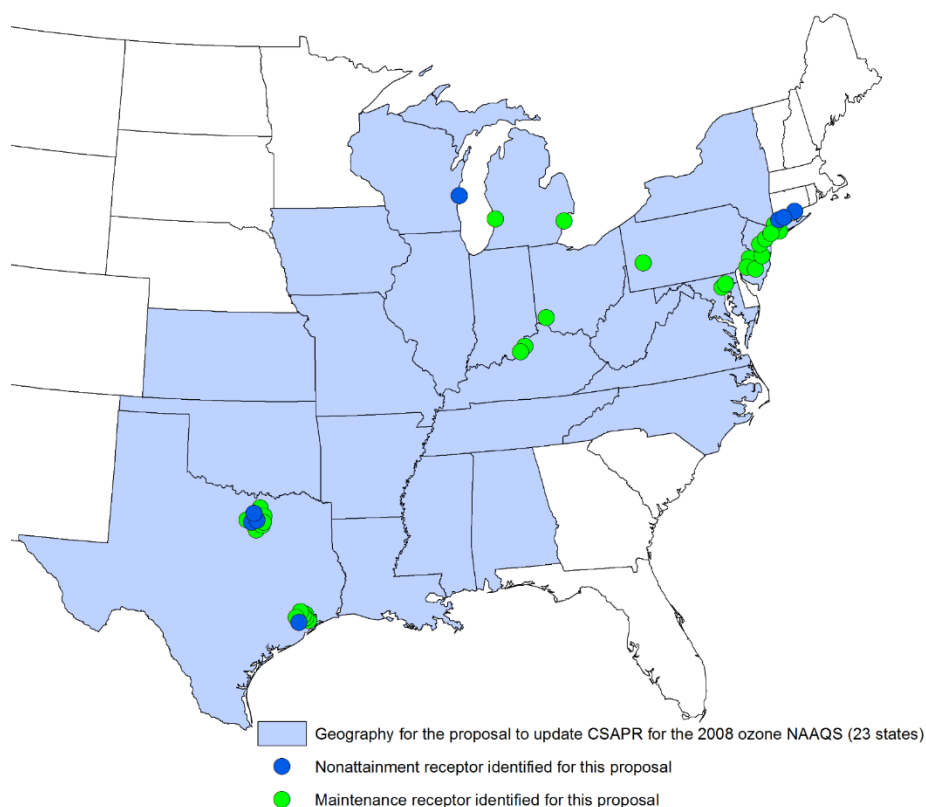 Geography for the proposal to update CSAPR for the 2008 ozone NAAQS (23 states)
Nonattainment receptor identified for this proposal
Maintenance receptor identified for this proposal